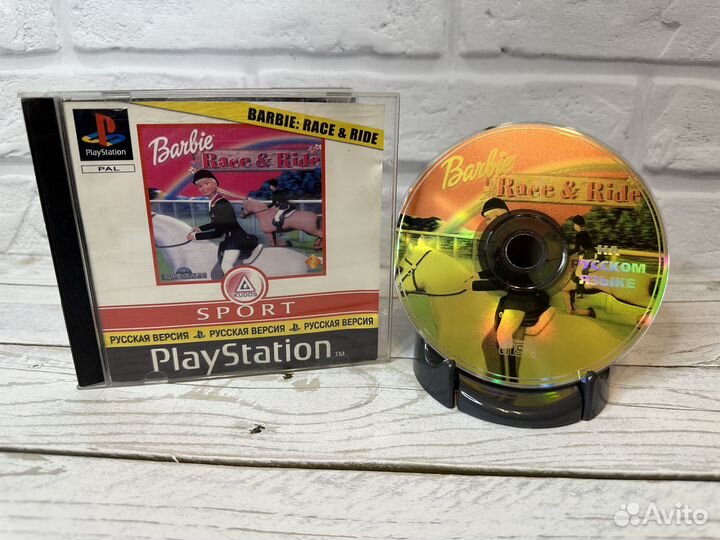 BARBIE: RACE & RIDE
PlayStation
PAL
Barbie
Race & Ride
KUDOS
SPORT
РУССКАЯ ВЕРСИЯ РУССКАЯ ВЕРСИЯ РУССКАЯ ВЕРСИЯ
PlayStation™
Barbie
Race & Ride
НА
РУССКОМ
ЯЗЫКЕ
Avito